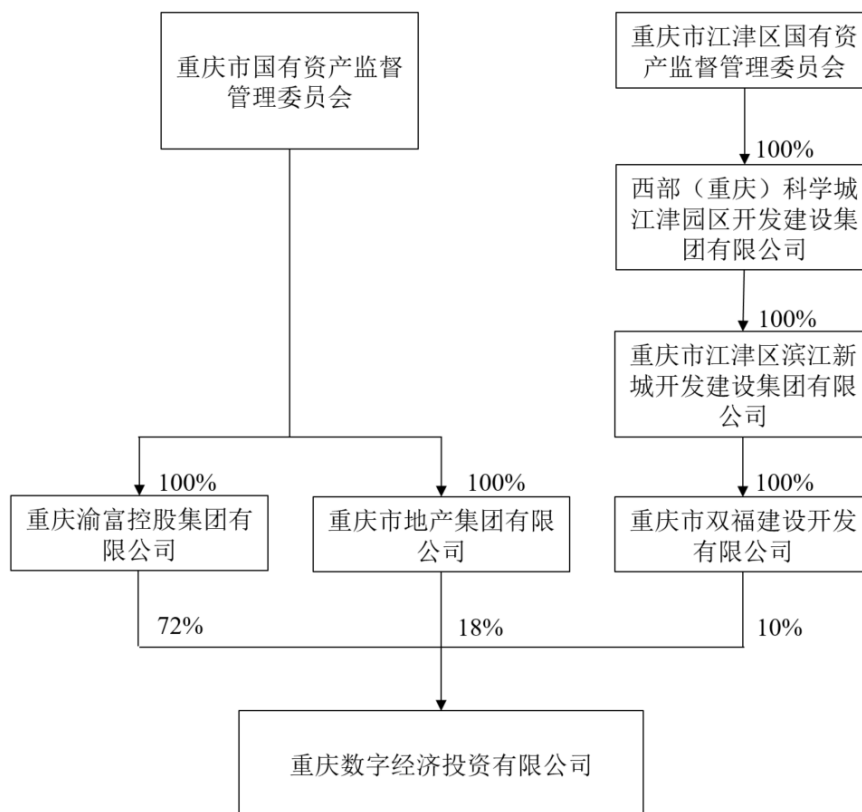 重庆市国有资产监督
管理委员会
重庆市江津区国有资
产监督管理委员会
100%
西部（重庆）科学城
江津园区开发建设集
团有限公司
100%
重庆市江津区滨江新
城开发建设集团有限
公司
100%
100%
100%
重庆渝富控股集团有
限公司
重庆市地产集团有限
公司
重庆市双福建设开发
有限公司
72%
18%
10%
重庆数字经济投资有限公司